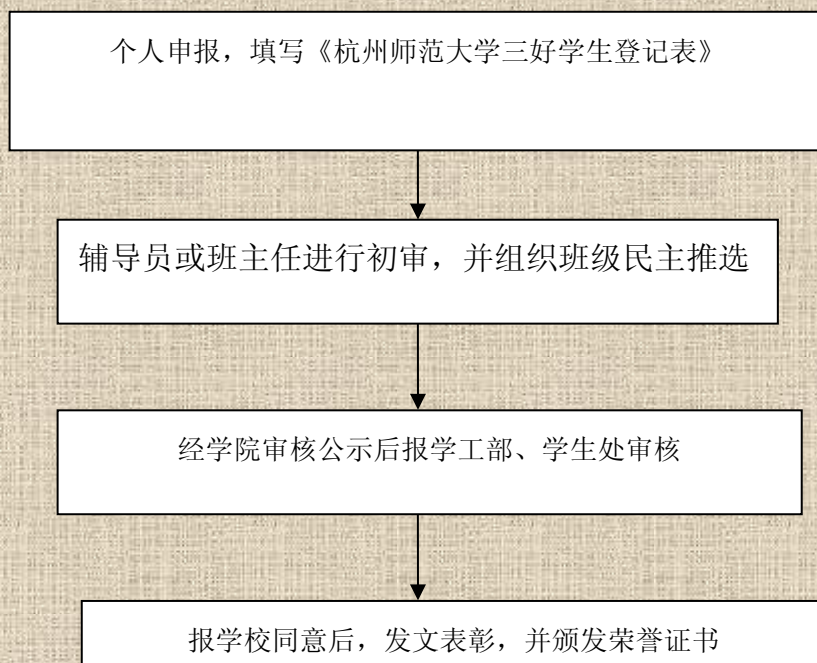 个人申报，填写《杭州师范大学三好学生登记表》
辅导员或班主任进行初审，并组织班级民主推选
经学院审核公示后报学工部、学生处审核
报学校同意后，发文表彰，并颁发荣誉证书